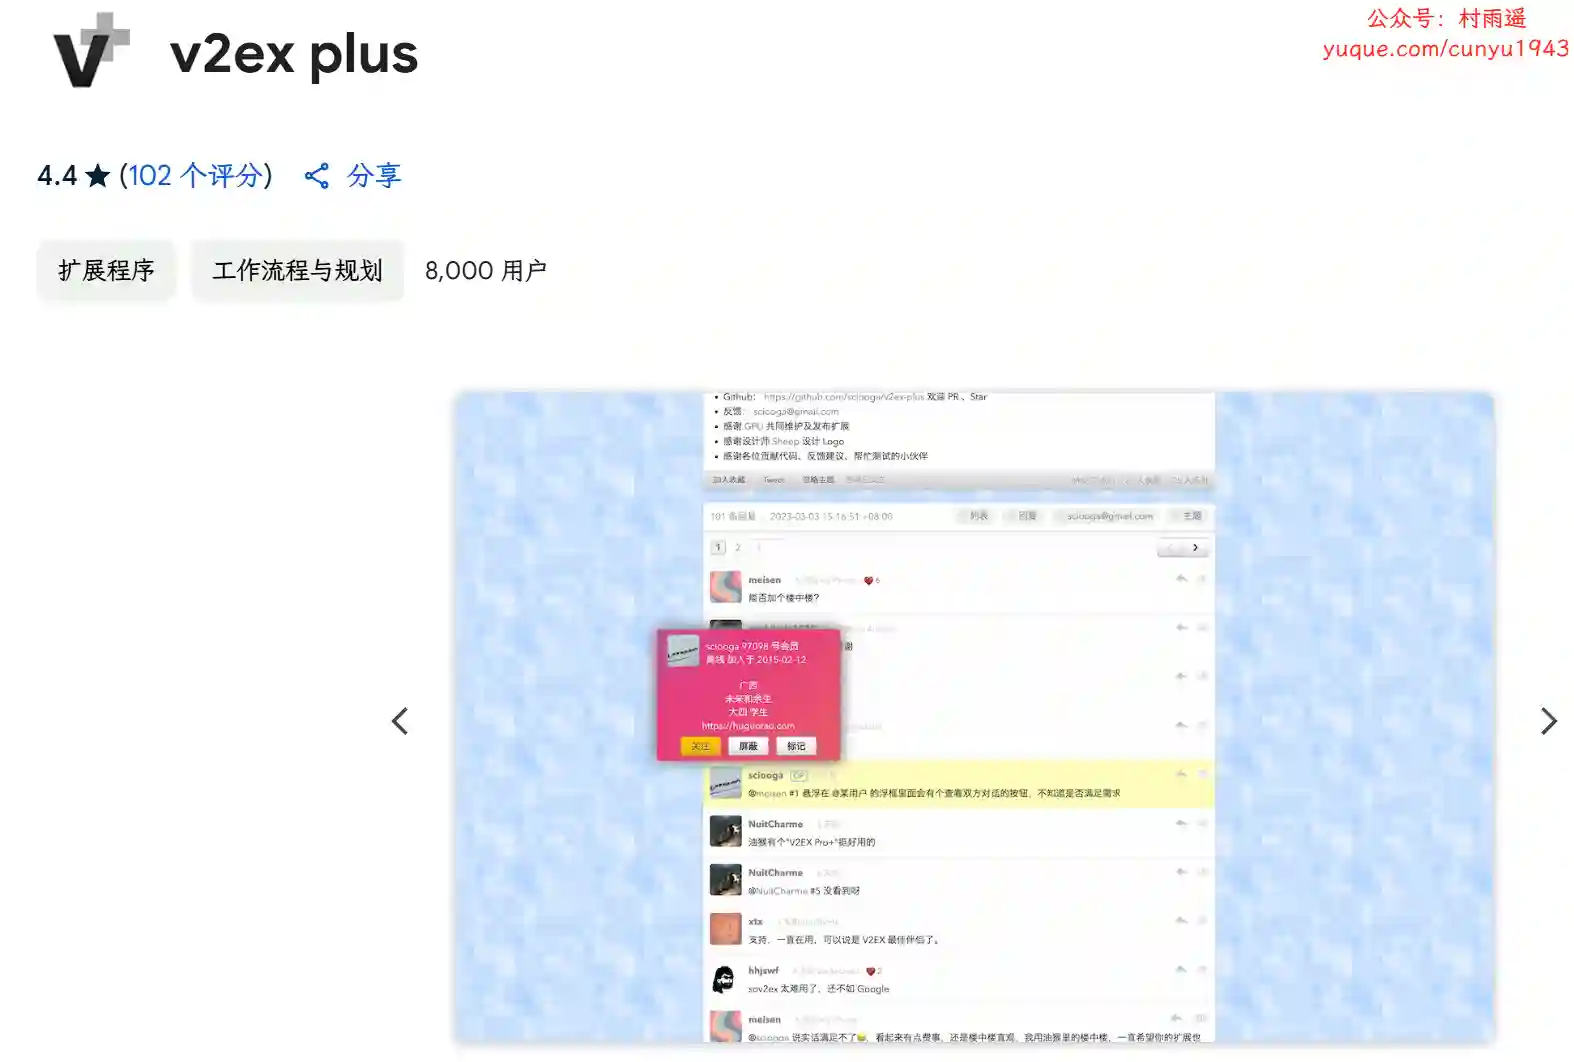 公众号：村雨遥
yuque.com/cunyu1943
v2ex plus
4.4 ★ (102 个评分) 分享
扩展程序 工作流程与规划 8,000 用户
Github： https://github.com/sciooga/v2ex-plus 欢迎 PR 、Star
反馈： sciooga@gmail.com
感谢 GPU 共同维护及发布扩展
感谢设计师 Sheep 设计 Logo
感谢各位贡献代码、反馈建议、帮忙测试的小伙伴
加入收藏 Tweet 忽略主题
101 条回复 2023-03-03 15:16:51 +08:00 列表 回复 sciooga@gmail.com 主题
1 2
meisen 6
能否加个楼中楼？
谢
sciooga 97098 号会员
离线 加入于 2015-02-12
广西
未来和余生
大四 学生
https://huguotao.com
关注 屏蔽 标记
sciooga OP
@meisen #1 悬浮在 @某用户 的浮框里面会有个查看双方对话的按钮，不知道是否满足需求
NuitCharme
油猴有个"V2EX Pro+"挺好用的
NuitCharme
@NuitCharme #5 没看到呀
x1x
支持，一直在用，可以说是 V2EX 最佳伴侣了。
hhjswf 2
sov2ex 太难用了，还不如 Google
meisen
@sciooga 说实话满足不了😂，看起来有点费事，还是楼中楼直观，我用油猴里的楼中楼，一直希望你的扩展也